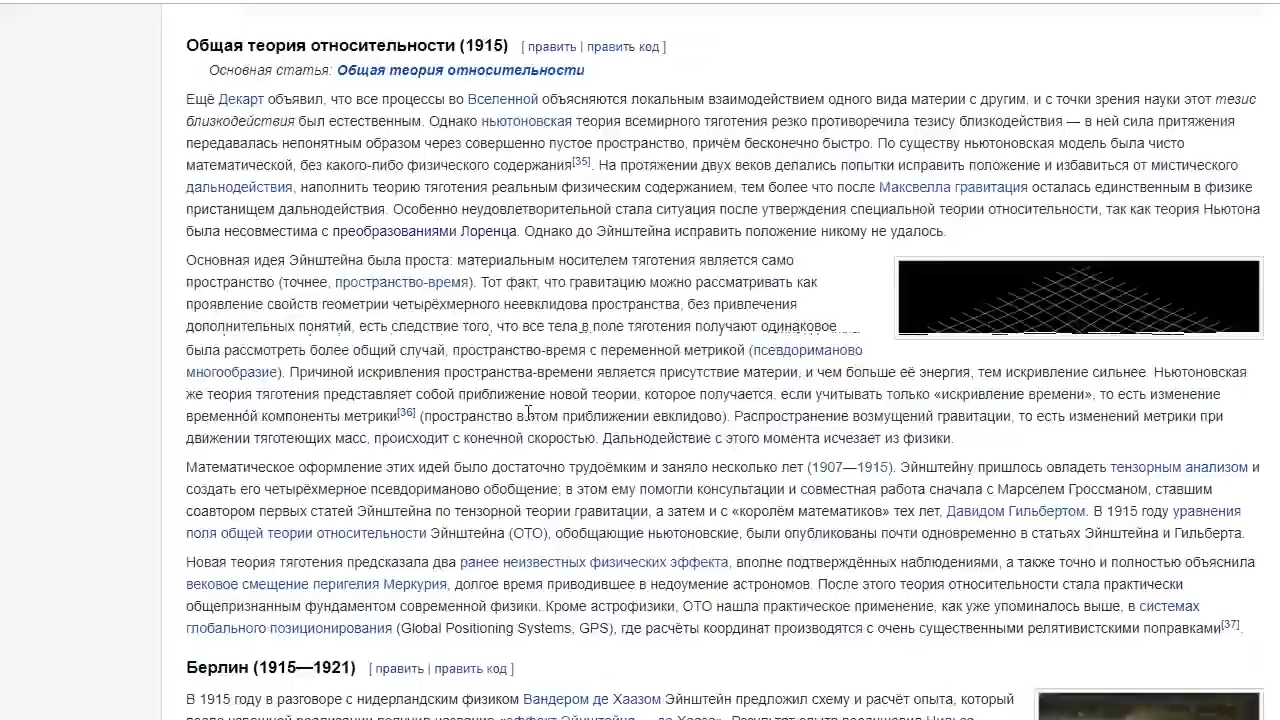 Общая теория относительности (1915) [ править | править код ]
Основная статья: Общая теория относительности
Ещё Декарт объявил, что все процессы во Вселенной объясняются локальным взаимодействием одного вида материи с другим, и с точки зрения науки этот тезис
близкодействия был естественным. Однако ньютоновская теория всемирного тяготения резко противоречила тезису близкодействия — в ней сила притяжения
передавалась непонятным образом через совершенно пустое пространство, причём бесконечно быстро. По существу ньютоновская модель была чисто
математической, без какого-либо физического содержания[35]. На протяжении двух веков делались попытки исправить положение и избавиться от мистического
дальнодействия, наполнить теорию тяготения реальным физическим содержанием, тем более что после Максвелла гравитация осталась единственным в физике
пристанищем дальнодействия. Особенно неудовлетворительной стала ситуация после утверждения специальной теории относительности, так как теория Ньютона
была несовместима с преобразованиями Лоренца. Однако до Эйнштейна исправить положение никому не удалось.
Основная идея Эйнштейна была проста: материальным носителем тяготения является само
пространство (точнее, пространство-время). Тот факт, что гравитацию можно рассматривать как
проявление свойств геометрии четырёхмерного неевклидова пространства, без привлечения
дополнительных понятий, есть следствие того, что все тела в поле тяготения получают одинаковое
была рассмотреть более общий случай, пространство-время с переменной метрикой (псевдориманово
многообразие). Причиной искривления пространства-времени является присутствие материи, и чем больше её энергия, тем искривление сильнее. Ньютоновская
же теория тяготения представляет собой приближение новой теории, которое получается, если учитывать только «искривление времени», то есть изменение
временно́й компоненты метрики[36] (пространство в этом приближении евклидово). Распространение возмущений гравитации, то есть изменений метрики при
движении тяготеющих масс, происходит с конечной скоростью. Дальнодействие с этого момента исчезает из физики.
Математическое оформление этих идей было достаточно трудоёмким и заняло несколько лет (1907—1915). Эйнштейну пришлось овладеть тензорным анализом и
создать его четырёхмерное псевдориманово обобщение; в этом ему помогли консультации и совместная работа сначала с Марселем Гроссманом, ставшим
соавтором первых статей Эйнштейна по тензорной теории гравитации, а затем и с «королём математиков» тех лет, Давидом Гильбертом. В 1915 году уравнения
поля общей теории относительности Эйнштейна (ОТО), обобщающие ньютоновские, были опубликованы почти одновременно в статьях Эйнштейна и Гильберта.
Новая теория тяготения предсказала два ранее неизвестных физических эффекта, вполне подтверждённых наблюдениями, а также точно и полностью объяснила
вековое смещение перигелия Меркурия, долгое время приводившее в недоумение астрономов. После этого теория относительности стала практически
общепризнанным фундаментом современной физики. Кроме астрофизики, ОТО нашла практическое применение, как уже упоминалось выше, в системах
глобального позиционирования (Global Positioning Systems, GPS), где расчёты координат производятся с очень существенными релятивистскими поправками[37].
Берлин (1915—1921) [ править | править код ]
В 1915 году в разговоре с нидерландским физиком Вандером де Хаазом Эйнштейн предложил схему и расчёт опыта, который